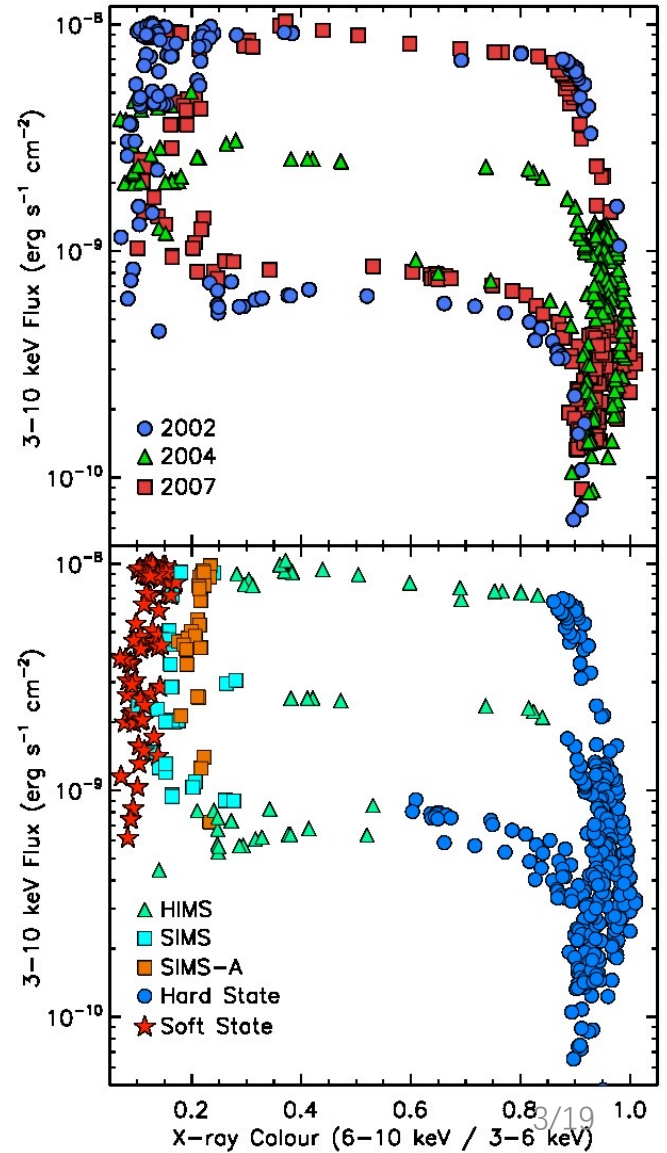 10⁻⁸
3−10 keV Flux (erg s⁻¹ cm⁻²)
10⁻⁹
2002
2004
2007
10⁻¹⁰
10⁻⁸
3−10 keV Flux (erg s⁻¹ cm⁻²)
10⁻⁹
HIMS
SIMS
SIMS−A
Hard State
Soft State
10⁻¹⁰
0.2 0.4 0.6 0.8 1.0
3/19
X−ray Colour (6−10 keV / 3−6 keV)